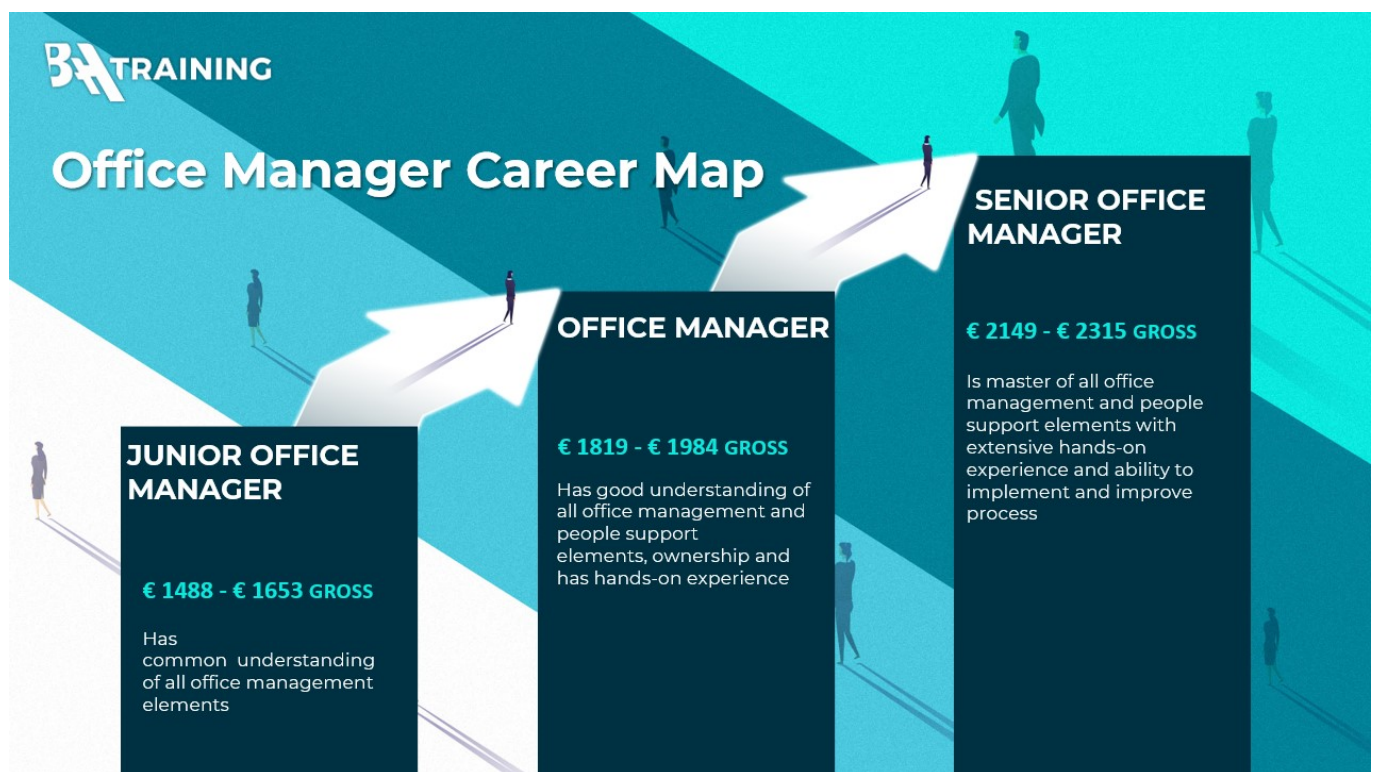 BAA TRAINING
Office Manager Career Map
JUNIOR OFFICE
MANAGER
€ 1488 - € 1653 GROSS
Has
common understanding
of all office management
elements
OFFICE MANAGER
€ 1819 - € 1984 GROSS
Has good understanding of
all office management and
people support
elements, ownership and
has hands-on experience
SENIOR OFFICE
MANAGER
€ 2149 - € 2315 GROSS
Is master of all office
management and people
support elements with
extensive hands-on
experience and ability to
implement and improve
process